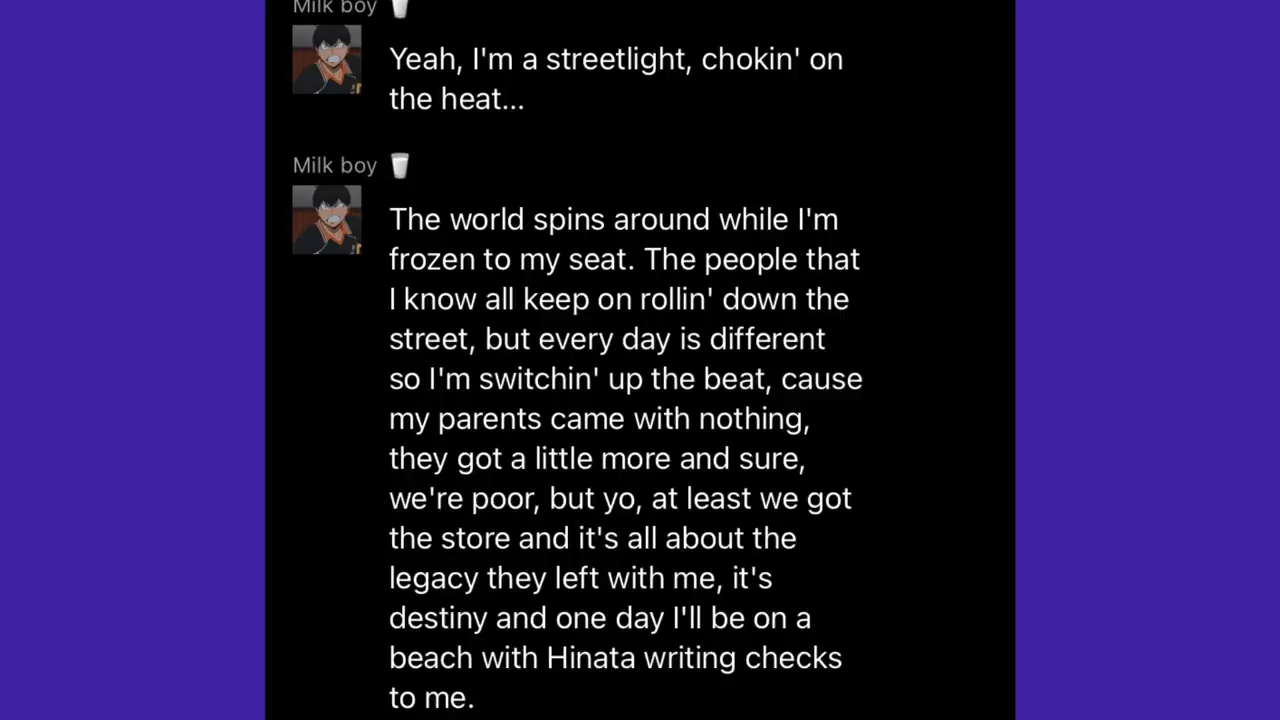 Milk boy 🥛
Yeah, I'm a streetlight, chokin' on
the heat...
Milk boy 🥛
The world spins around while I'm
frozen to my seat. The people that
I know all keep on rollin' down the
street, but every day is different
so I'm switchin' up the beat, cause
my parents came with nothing,
they got a little more and sure,
we're poor, but yo, at least we got
the store and it's all about the
legacy they left with me, it's
destiny and one day I'll be on a
beach with Hinata writing checks
to me.